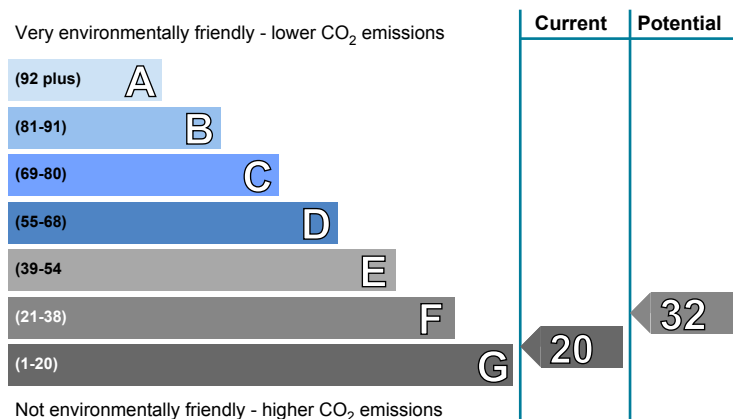 Current Potential
Very environmentally friendly - lower CO₂ emissions
(92 plus) A
(81-91) B
(69-80) C
(55-68) D
(39-54 E
(21-38) F
32
(1-20) G
20
Not environmentally friendly - higher CO₂ emissions